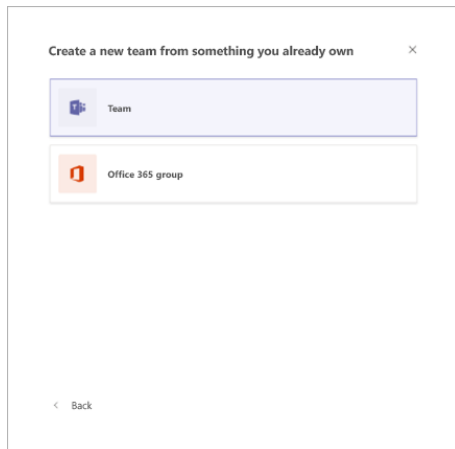 Create a new team from something you already own
Team
Office 365 group
Back